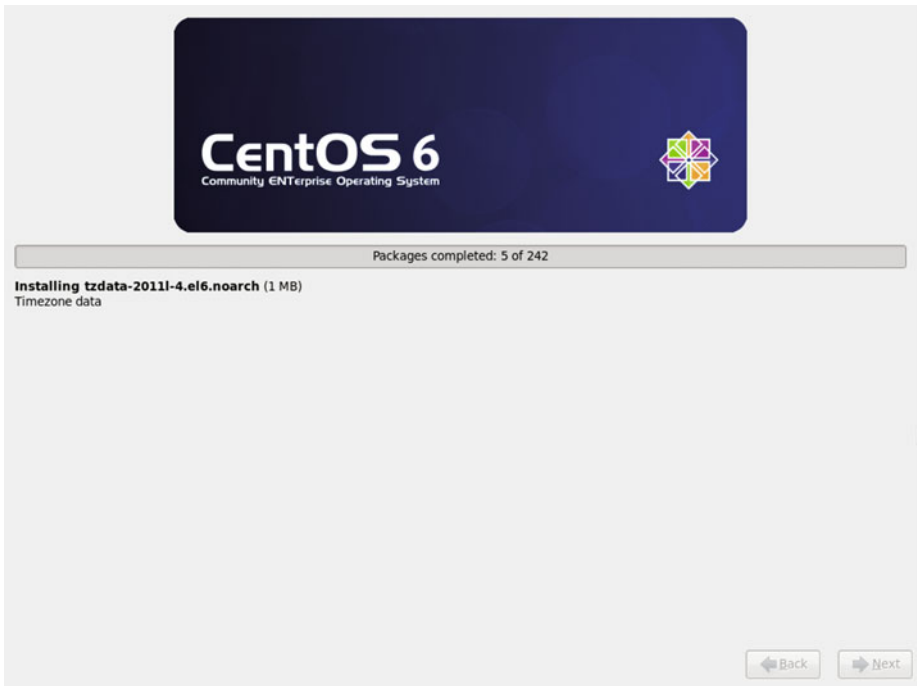 CentOS 6
Community ENTerprise Operating System
Packages completed: 5 of 242
Installing tzdata-2011l-4.el6.noarch (1 MB)
Timezone data
Back
Next